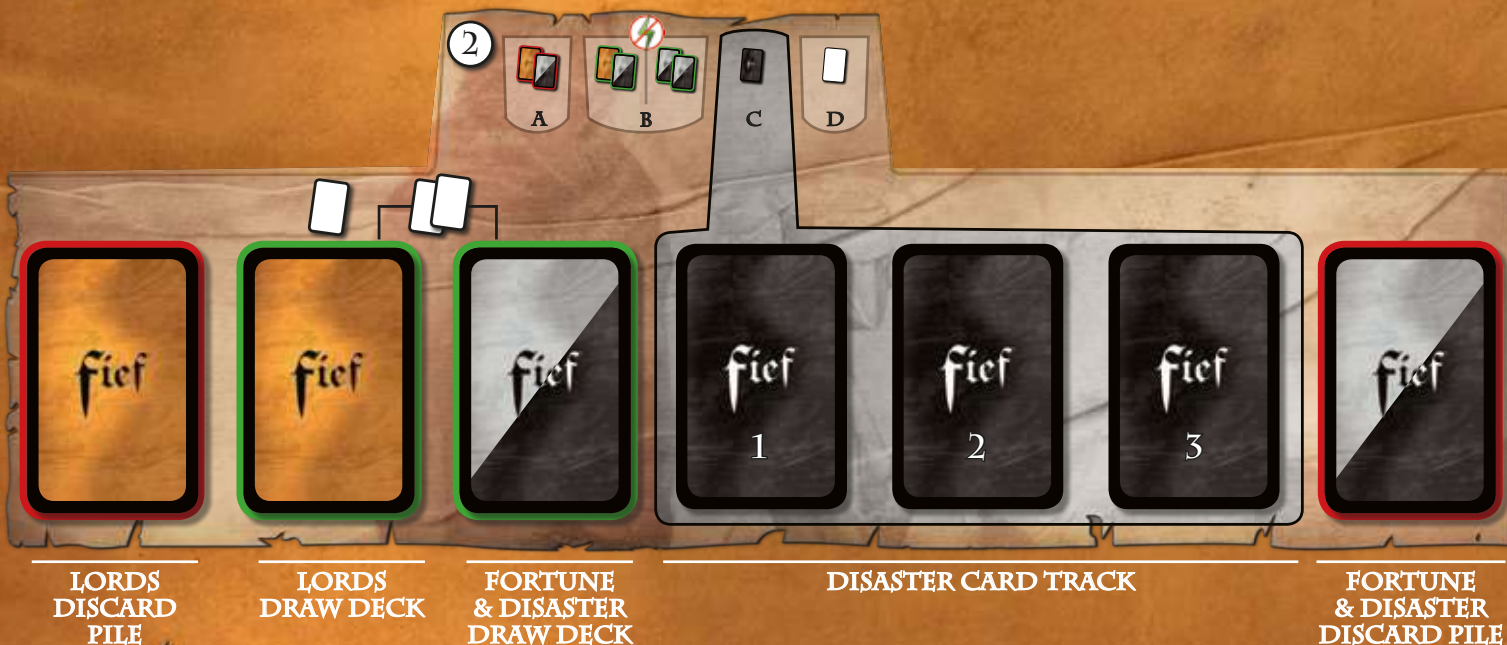 2
A
B
C
D
fief
fief
fief
fief
fief
fief
fief
1
2
3
LORDS
DISCARD
PILE
LORDS
DRAW DECK
FORTUNE
& DISASTER
DRAW DECK
DISASTER CARD TRACK
FORTUNE
& DISASTER
DISCARD PILE